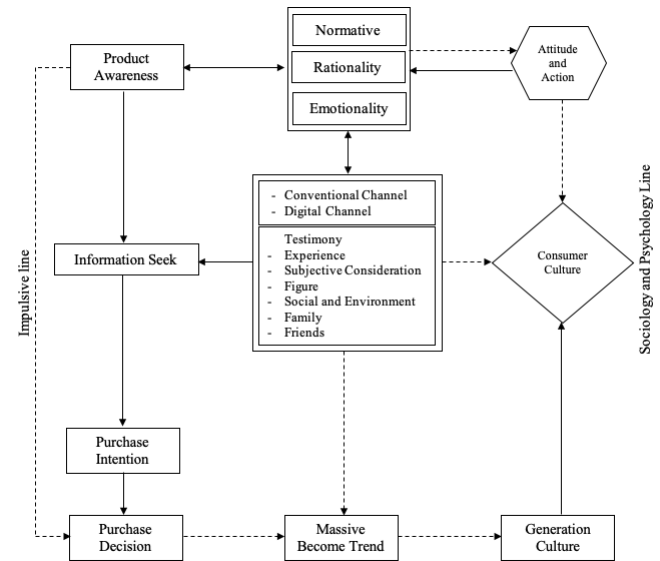 Normative
Rationality
Emotionality
Product
Awareness
Attitude
and
Action
- Conventional Channel
- Digital Channel
Testimony
- Experience
- Subjective Consideration
- Figure
- Social and Environment
- Family
- Friends
Information Seek
Consumer
Culture
Impulsive line
Sociology and Psychology Line
Purchase
Intention
Purchase
Decision
Massive
Become Trend
Generation
Culture